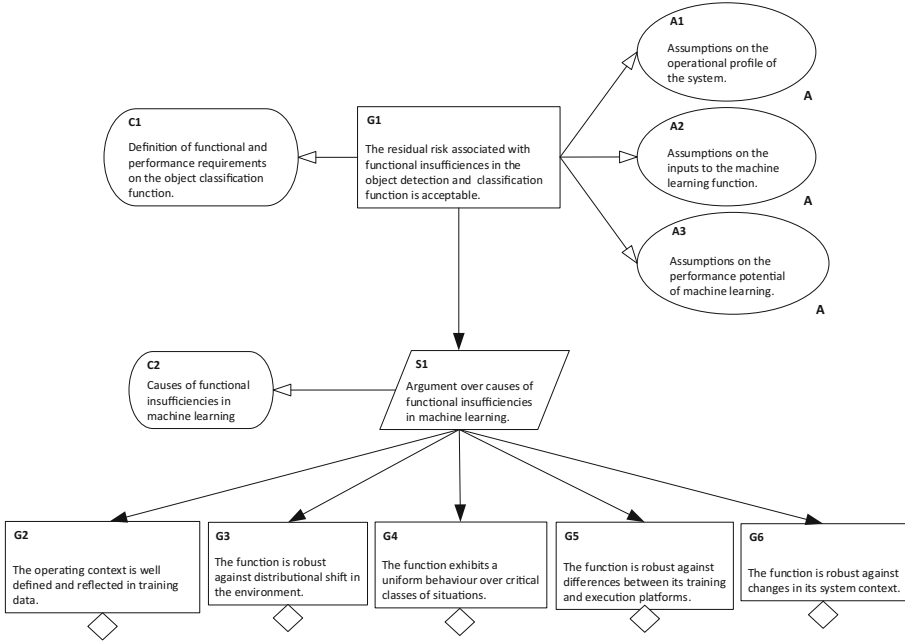 A1
Assumptions on the
operational profile of
the system.
A
C1
Definition of functional and
performance requirements
on the object classification
function.
G1
The residual risk associated with
functional insufficiences in the
object detection and classification
function is acceptable.
A2
Assumptions on the
inputs to the machine
learning function.
A
A3
Assumptions on the
performance potential
of machine learning.
A
C2
Causes of functional
insufficiencies in
machine learning
S1
Argument over causes of
functional insufficiencies
in machine learning.
G2
The operating context is well
defined and reflected in training
data.
G3
The function is robust
against distributional shift in
the environment.
G4
The function exhibits a
uniform behaviour over critical
classes of situations.
G5
The function is robust against
differences between its training
and execution platforms.
G6
The function is robust against
changes in its system context.